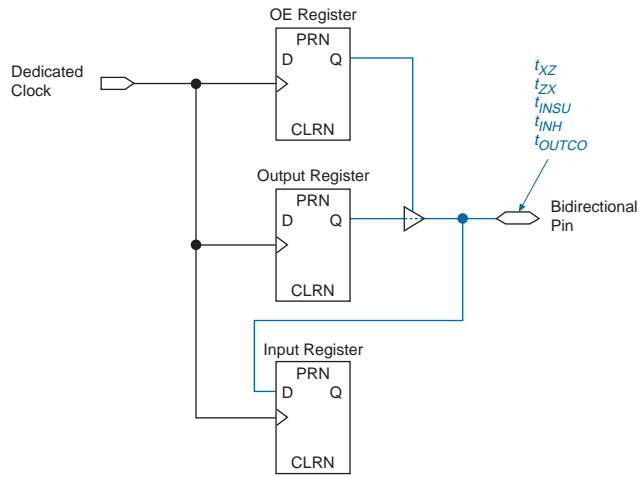 OE Register
PRN
D Q
CLRN
Dedicated
Clock
tXZ
tZX
tINSU
tINH
tOUTCO
Output Register
PRN
D Q
CLRN
Bidirectional
Pin
Input Register
PRN
D Q
CLRN